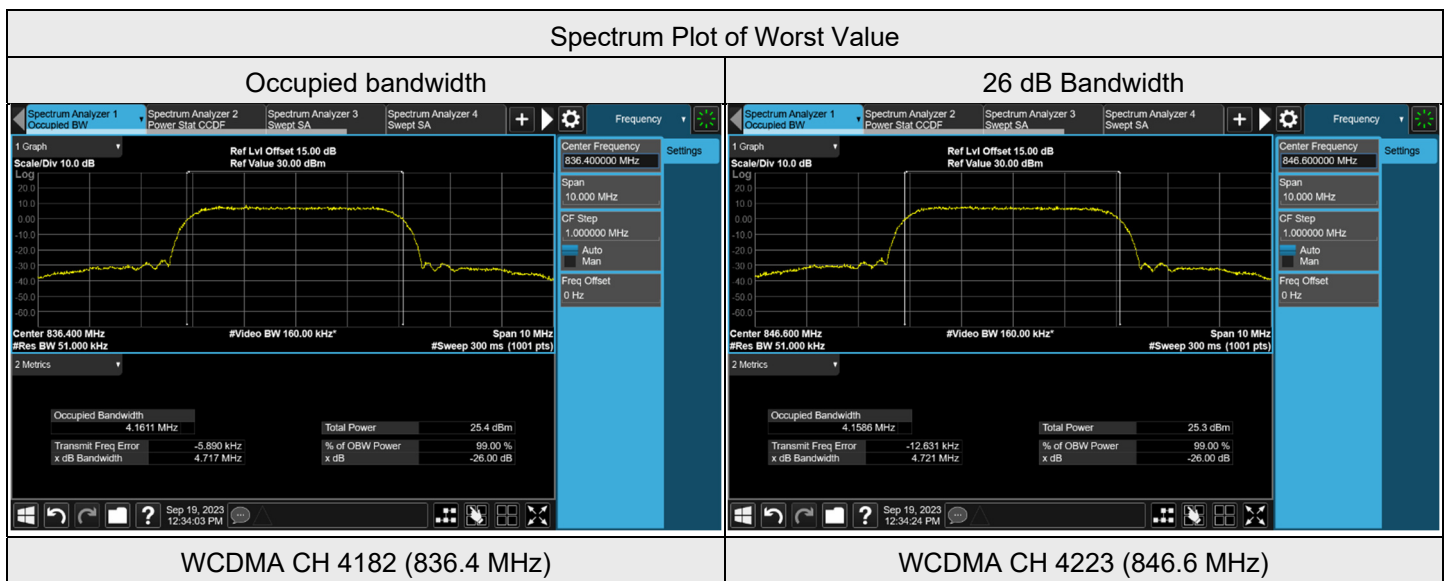 Spectrum Plot of Worst Value
Occupied bandwidth
26 dB Bandwidth
Spectrum Analyzer 1
Occupied BW
Spectrum Analyzer 2
Power Stat CCDF
Spectrum Analyzer 3
Swept SA
Spectrum Analyzer 4
Swept SA
+
Frequency
1 Graph
Scale/Div 10.0 dB
Ref Lvl Offset 15.00 dB
Ref Value 30.00 dBm
Log
20.0
10.0
0.00
-10.0
-20.0
-30.0
-40.0
-50.0
-60.0
Center 836.400 MHz
#Res BW 51.000 kHz
#Video BW 160.00 kHz*
Span 10 MHz
#Sweep 300 ms (1001 pts)
Center Frequency
836.400000 MHz
Settings
Span
10.000 MHz
CF Step
1.000000 MHz
Auto
Man
Freq Offset
0 Hz
2 Metrics
Occupied Bandwidth
4.1611 MHz
Transmit Freq Error -5.890 kHz
x dB Bandwidth 4.717 MHz
Total Power 25.4 dBm
% of OBW Power 99.00 %
x dB -26.00 dB
?
Sep 19, 2023
12:34:03 PM
Spectrum Analyzer 1
Occupied BW
Spectrum Analyzer 2
Power Stat CCDF
Spectrum Analyzer 3
Swept SA
Spectrum Analyzer 4
Swept SA
+
Frequency
1 Graph
Scale/Div 10.0 dB
Ref Lvl Offset 15.00 dB
Ref Value 30.00 dBm
Log
20.0
10.0
0.00
-10.0
-20.0
-30.0
-40.0
-50.0
-60.0
Center 846.600 MHz
#Res BW 51.000 kHz
#Video BW 160.00 kHz*
Span 10 MHz
#Sweep 300 ms (1001 pts)
Center Frequency
846.600000 MHz
Settings
Span
10.000 MHz
CF Step
1.000000 MHz
Auto
Man
Freq Offset
0 Hz
2 Metrics
Occupied Bandwidth
4.1586 MHz
Transmit Freq Error -12.631 kHz
x dB Bandwidth 4.721 MHz
Total Power 25.3 dBm
% of OBW Power 99.00 %
x dB -26.00 dB
?
Sep 19, 2023
12:34:24 PM
WCDMA CH 4182 (836.4 MHz)
WCDMA CH 4223 (846.6 MHz)